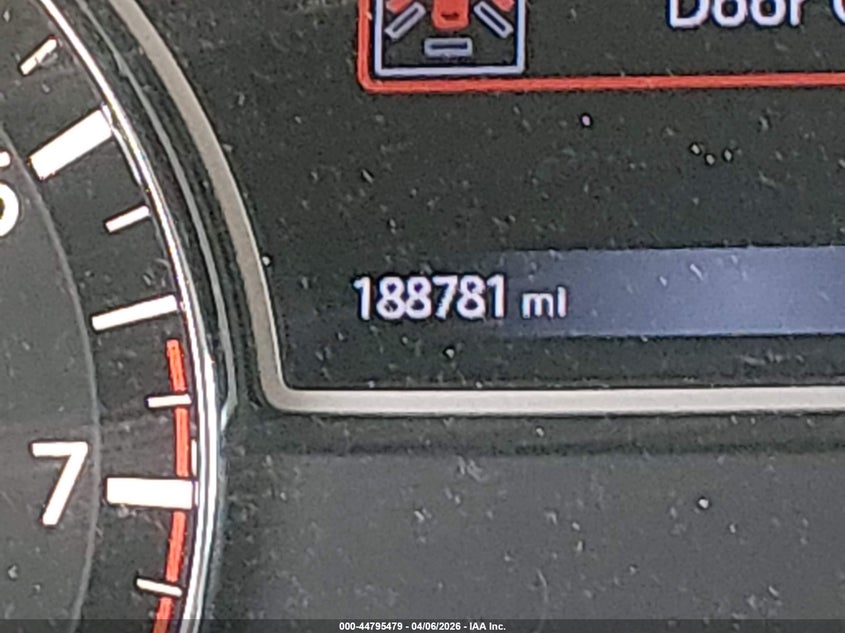 Door
188781 mi
7
000-44795479 - 04/06/2026 - IAA Inc.